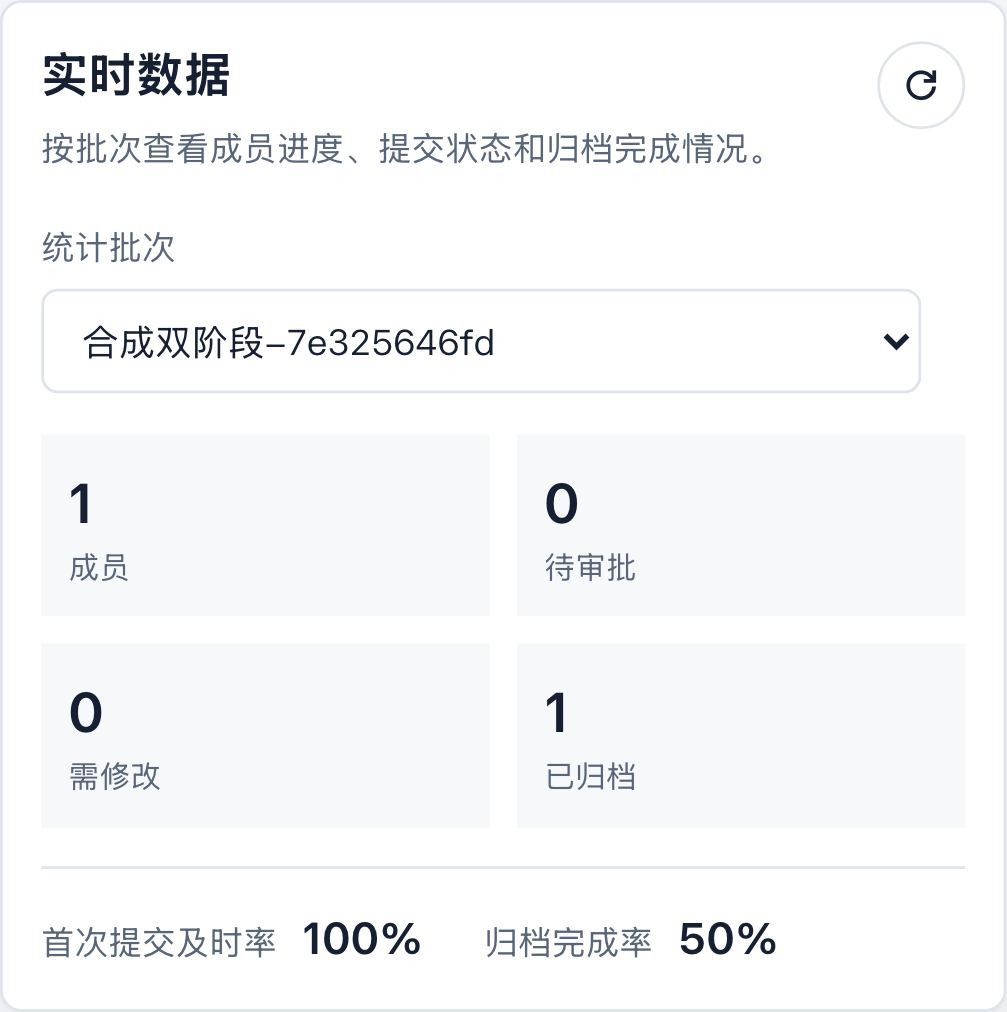 实时数据
按批次查看成员进度、提交状态和归档完成情况。
统计批次
合成双阶段-7e325646fd
1
成员
0
待审批
0
需修改
1
已归档
首次提交及时率 100% 归档完成率 50%